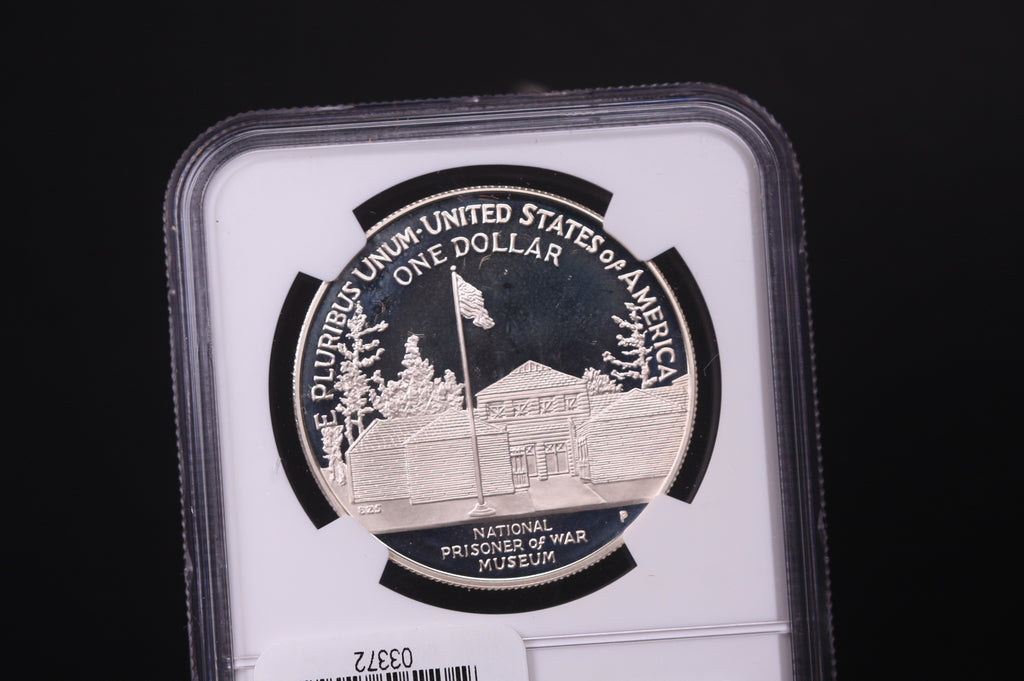 E PLURIBUS UNUM·UNITED STATES of AMERICA
ONE DOLLAR
NATIONAL
PRISONER of WAR
MUSEUM
P
03372